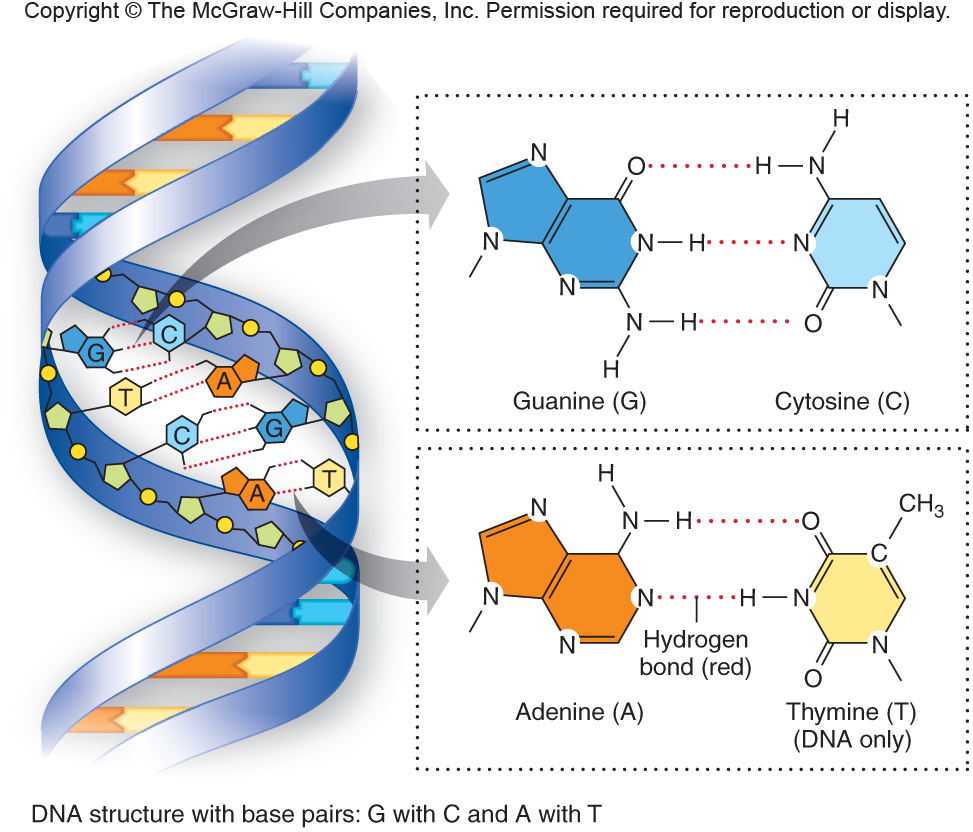 Copyright © The McGraw-Hill Companies, Inc. Permission required for reproduction or display.
H
N
O
H
N
N
N
H
N
N
N
N
H
O
H
Guanine (G)
Cytosine (C)
G
C
T
A
C
G
A
T
H
N
N
H
O
CH3
C
N
N
H
N
N
N
O
Hydrogen
bond (red)
Adenine (A)
Thymine (T)
(DNA only)
DNA structure with base pairs: G with C and A with T